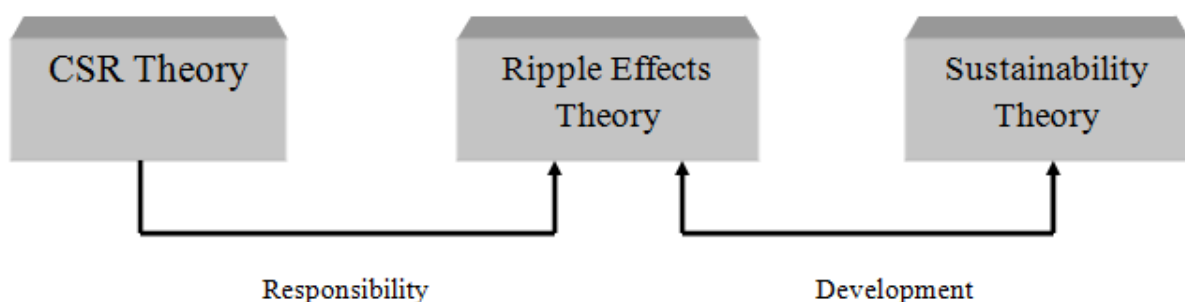 CSR Theory
Ripple Effects
Theory
Sustainability
Theory
Responsibility
Development